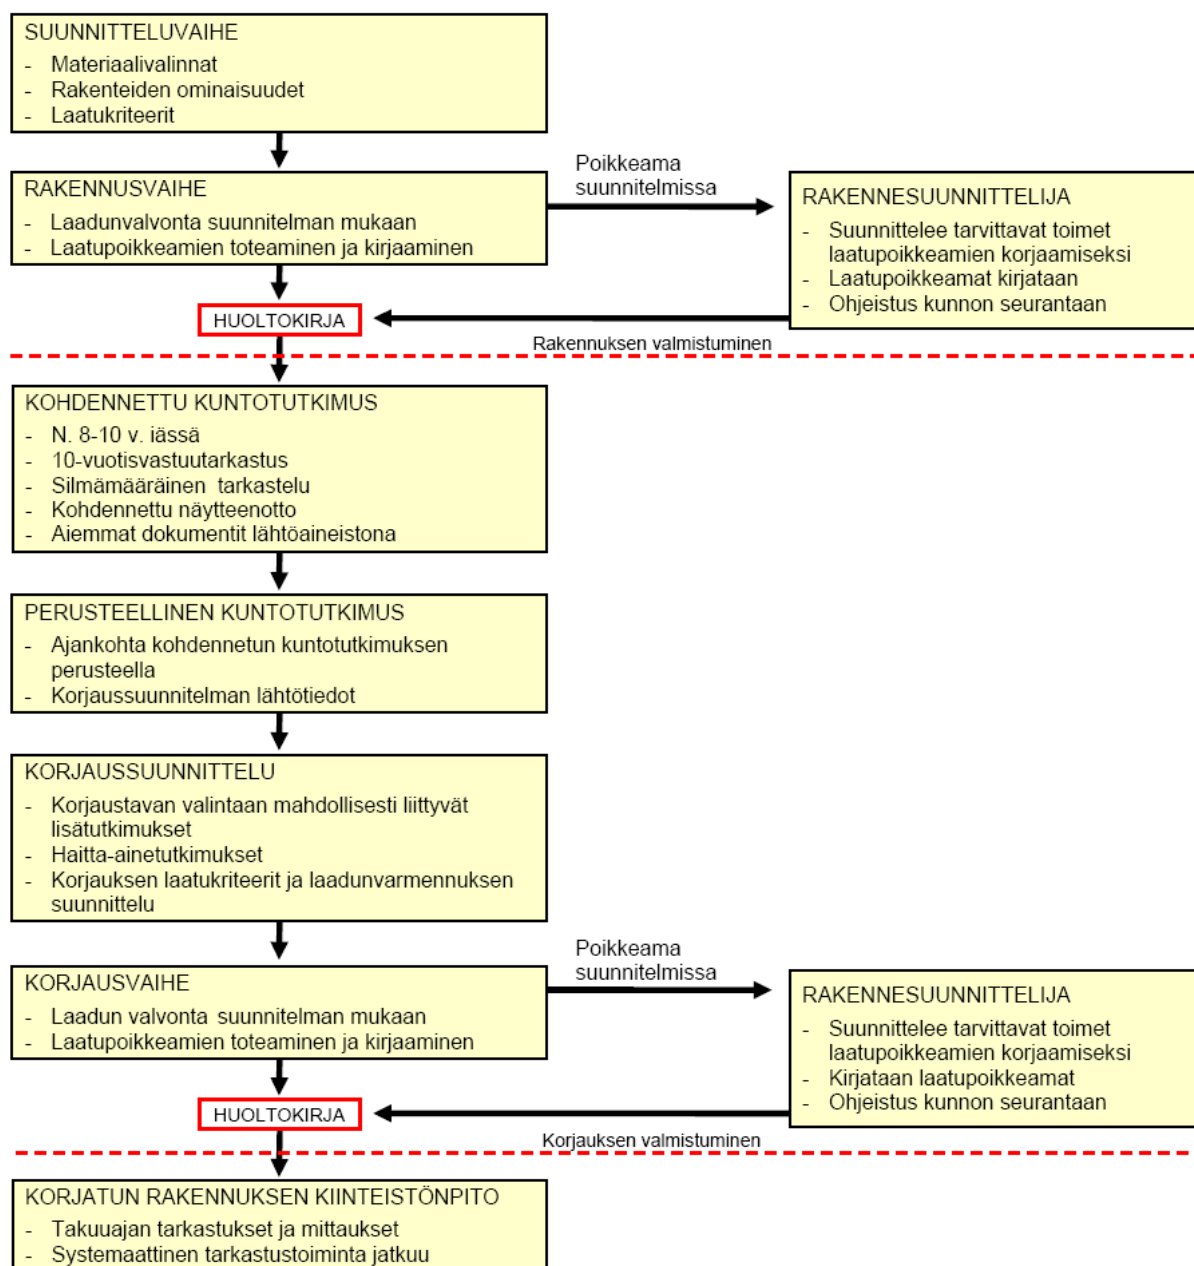 SUUNNITTELUVAIHE
- Materiaalivalinnat
- Rakenteiden ominaisuudet
- Laatukriteerit
RAKENNUSVAIHE
- Laadunvalvonta suunnitelman mukaan
- Laatupoikkeamien toteaminen ja kirjaaminen
Poikkeama
suunnitelmissa
RAKENNESUUNNITTELIJA
- Suunnittelee tarvittavat toimet
laatupoikkeamien korjaamiseksi
- Laatupoikkeamat kirjataan
- Ohjeistus kunnon seurantaan
HUOLTOKIRJA
Rakennuksen valmistuminen
KOHDENNETTU KUNTOTUTKIMUS
- N. 8-10 v. iässä
- 10-vuotisvastuutarkastus
- Silmämääräinen tarkastelu
- Kohdennettu näytteenotto
- Aiemmat dokumentit lähtöaineistona
PERUSTEELLINEN KUNTOTUTKIMUS
- Ajankohta kohdennetun kuntotutkimuksen
perusteella
- Korjaussuunnitelman lähtötiedot
KORJAUSSUUNNITTELU
- Korjaustavan valintaan mahdollisesti liittyvät
lisätutkimukset
- Haitta-ainetutkimukset
- Korjauksen laatukriteerit ja laadunvarmennuksen
suunnittelu
KORJAUSVAIHE
- Laadun valvonta suunnitelman mukaan
- Laatupoikkeamien toteaminen ja kirjaaminen
Poikkeama
suunnitelmissa
RAKENNESUUNNITTELIJA
- Suunnittelee tarvittavat toimet
laatupoikkeamien korjaamiseksi
- Kirjataan laatupoikkeamat
- Ohjeistus kunnon seurantaan
HUOLTOKIRJA
Korjauksen valmistuminen
KORJATUN RAKENNUKSEN KIINTEISTÖNPITO
- Takuuajan tarkastukset ja mittaukset
- Systemaattinen tarkastustoiminta jatkuu